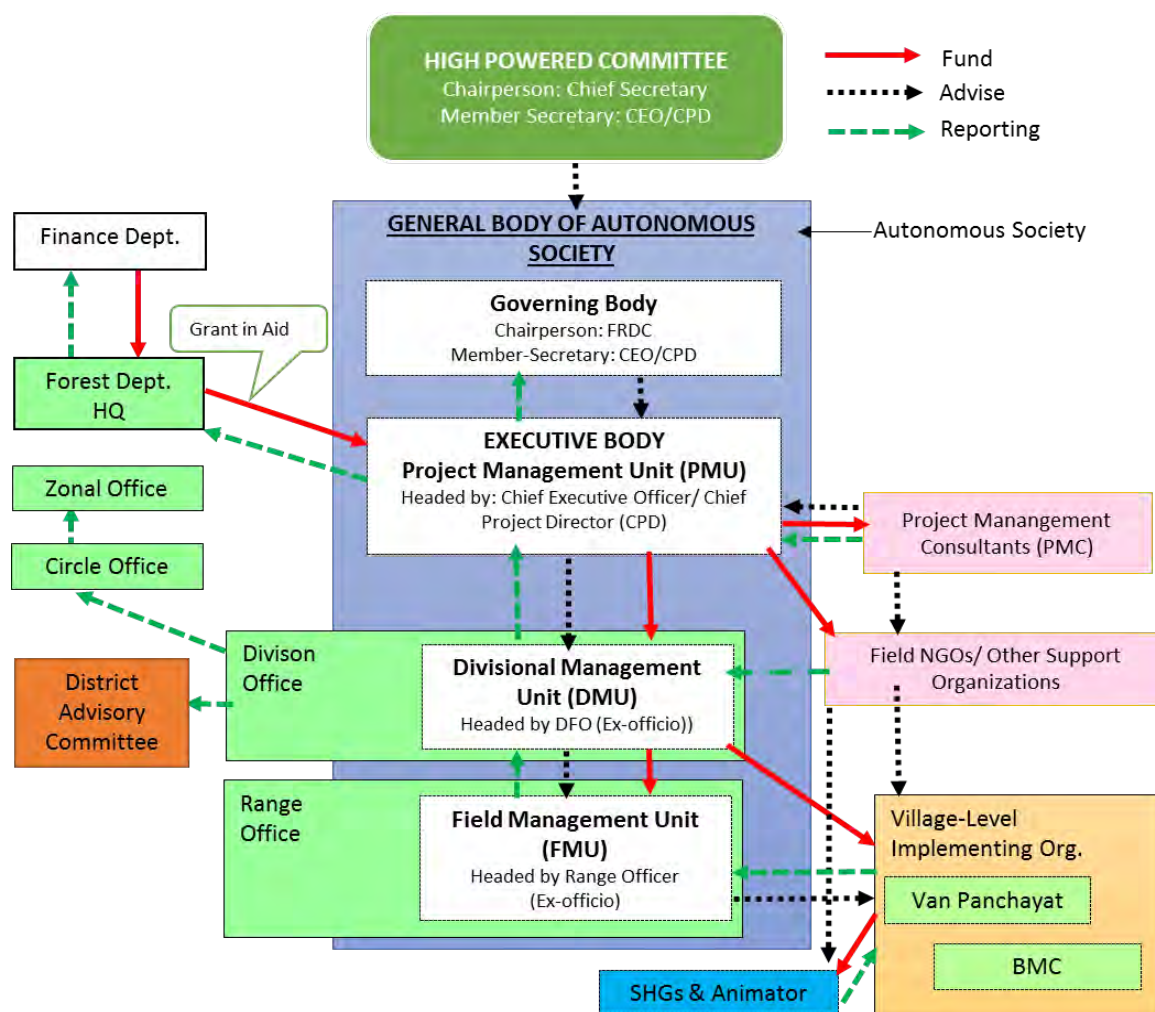 HIGH POWERED COMMITTEE
Chairperson: Chief Secretary
Member Secretary: CEO/CPD
Fund
Advise
Reporting
Finance Dept.
Grant in Aid
Forest Dept.
HQ
Zonal Office
Circle Office
District
Advisory
Committee
GENERAL BODY OF AUTONOMOUS
SOCIETY
Autonomous Society
Governing Body
Chairperson: FRDC
Member-Secretary: CEO/CPD
EXECUTIVE BODY
Project Management Unit (PMU)
Headed by: Chief Executive Officer/ Chief
Project Director (CPD)
Project Manangement
Consultants (PMC)
Divison
Office
Divisional Management
Unit (DMU)
Headed by DFO (Ex-officio))
Field NGOs/ Other Support
Organizations
Range
Office
Field Management Unit
(FMU)
Headed by Range Officer
(Ex-officio)
Village-Level
Implementing Org.
Van Panchayat
BMC
SHGs & Animator